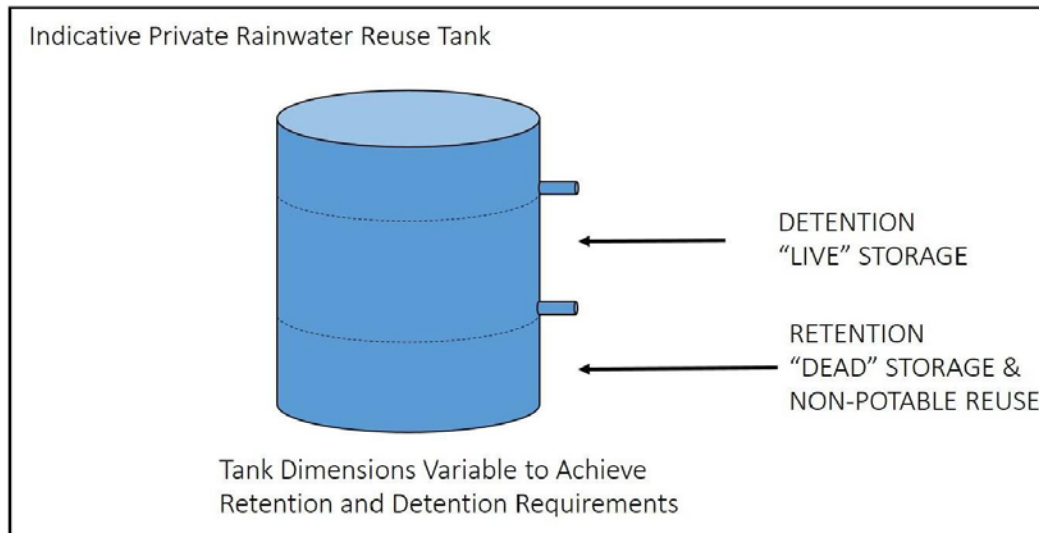 Indicative Private Rainwater Reuse Tank
DETENTION
“LIVE” STORAGE
RETENTION
“DEAD” STORAGE &
NON-POTABLE REUSE
Tank Dimensions Variable to Achieve
Retention and Detention Requirements